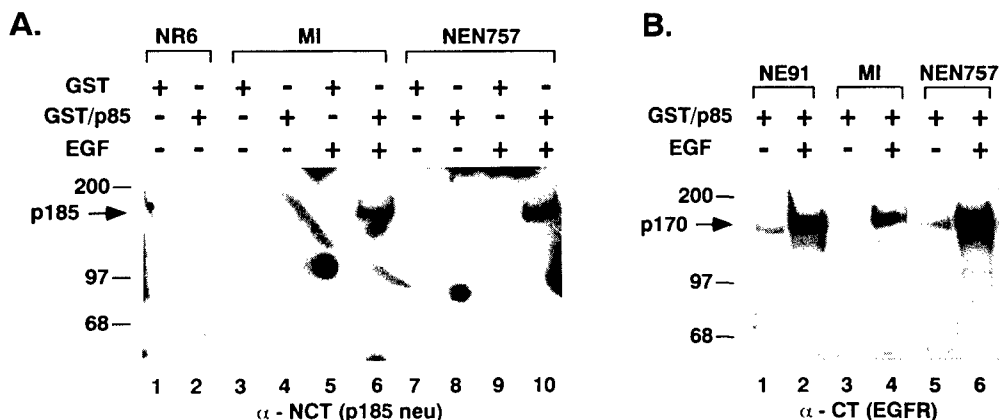 A.
NR6 MI NEN757
GST + - + - + - + - + -
GST/p85 - + - + - + - + - +
EGF - - - - + + - - + +
200
p185
97
68
1 2 3 4 5 6 7 8 9 10
α - NCT (p185 neu)
B.
NE91 MI NEN757
GST/p85 + + + + + +
EGF - + - + - +
200
p170
97
68
1 2 3 4 5 6
α - CT (EGFR)